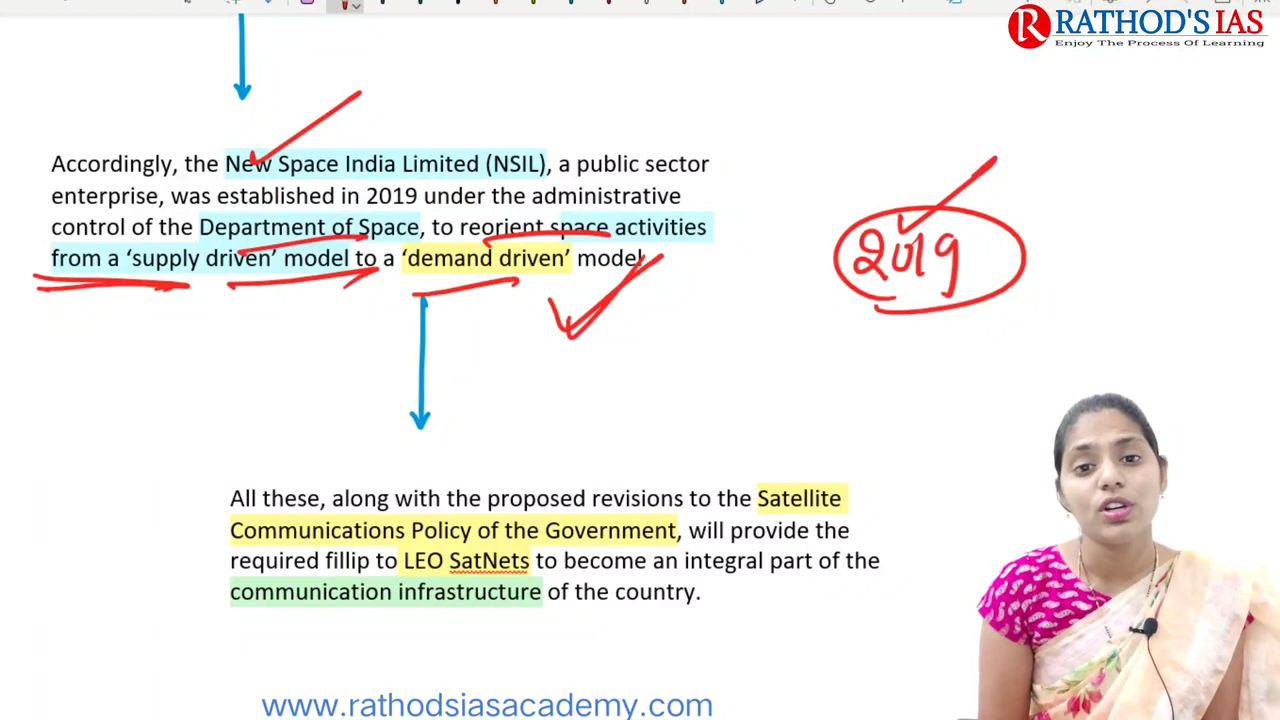 RATHOD'S IAS
Enjoy The Process Of Learning
Accordingly, the New Space India Limited (NSIL), a public sector
enterprise, was established in 2019 under the administrative
control of the Department of Space, to reorient space activities
from a ‘supply driven’ model to a ‘demand driven’ model
2019
All these, along with the proposed revisions to the Satellite
Communications Policy of the Government, will provide the
required fillip to LEO SatNets to become an integral part of the
communication infrastructure of the country.
www.rathodsiasacademy.com